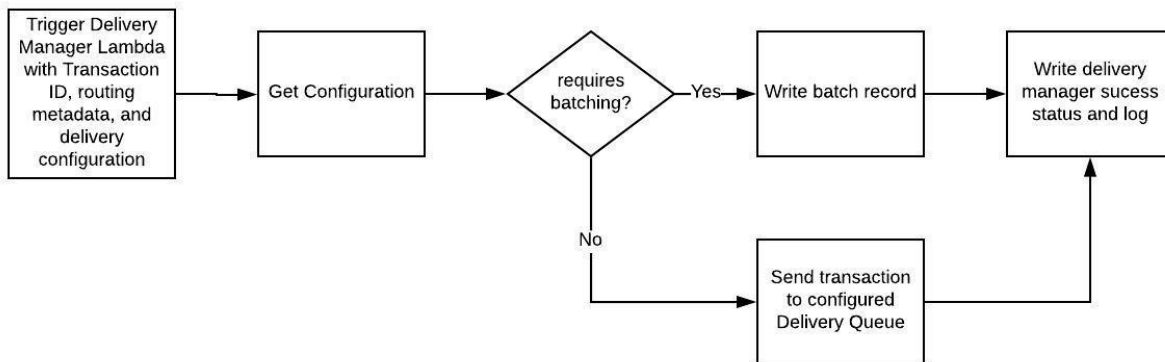 Trigger Delivery
Manager Lambda
with Transaction
ID, routing
metadata, and
delivery
configuration
Get Configuration
requires
batching?
Yes
Write batch record
Write delivery
manager sucess
status and log
No
Send transaction
to configured
Delivery Queue